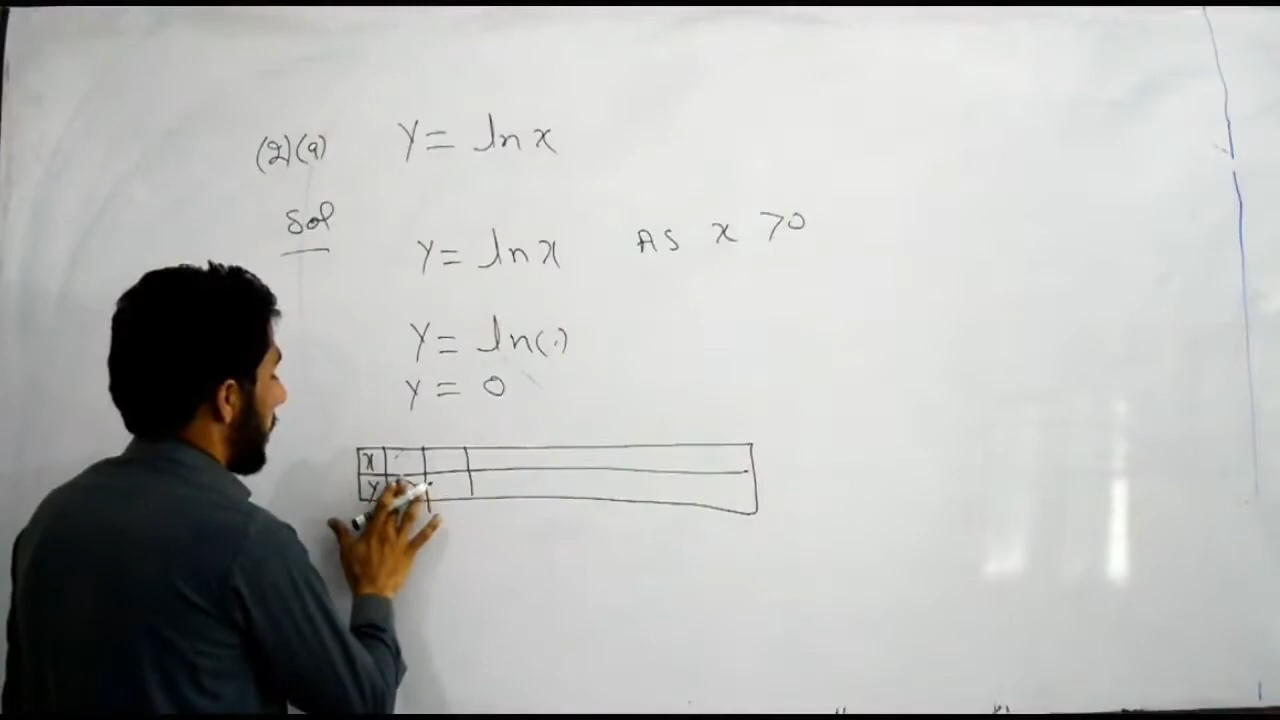 (2)(a) y = ln x
Sol
y = ln x As x > 0
y = ln(1)
y = 0
x
y